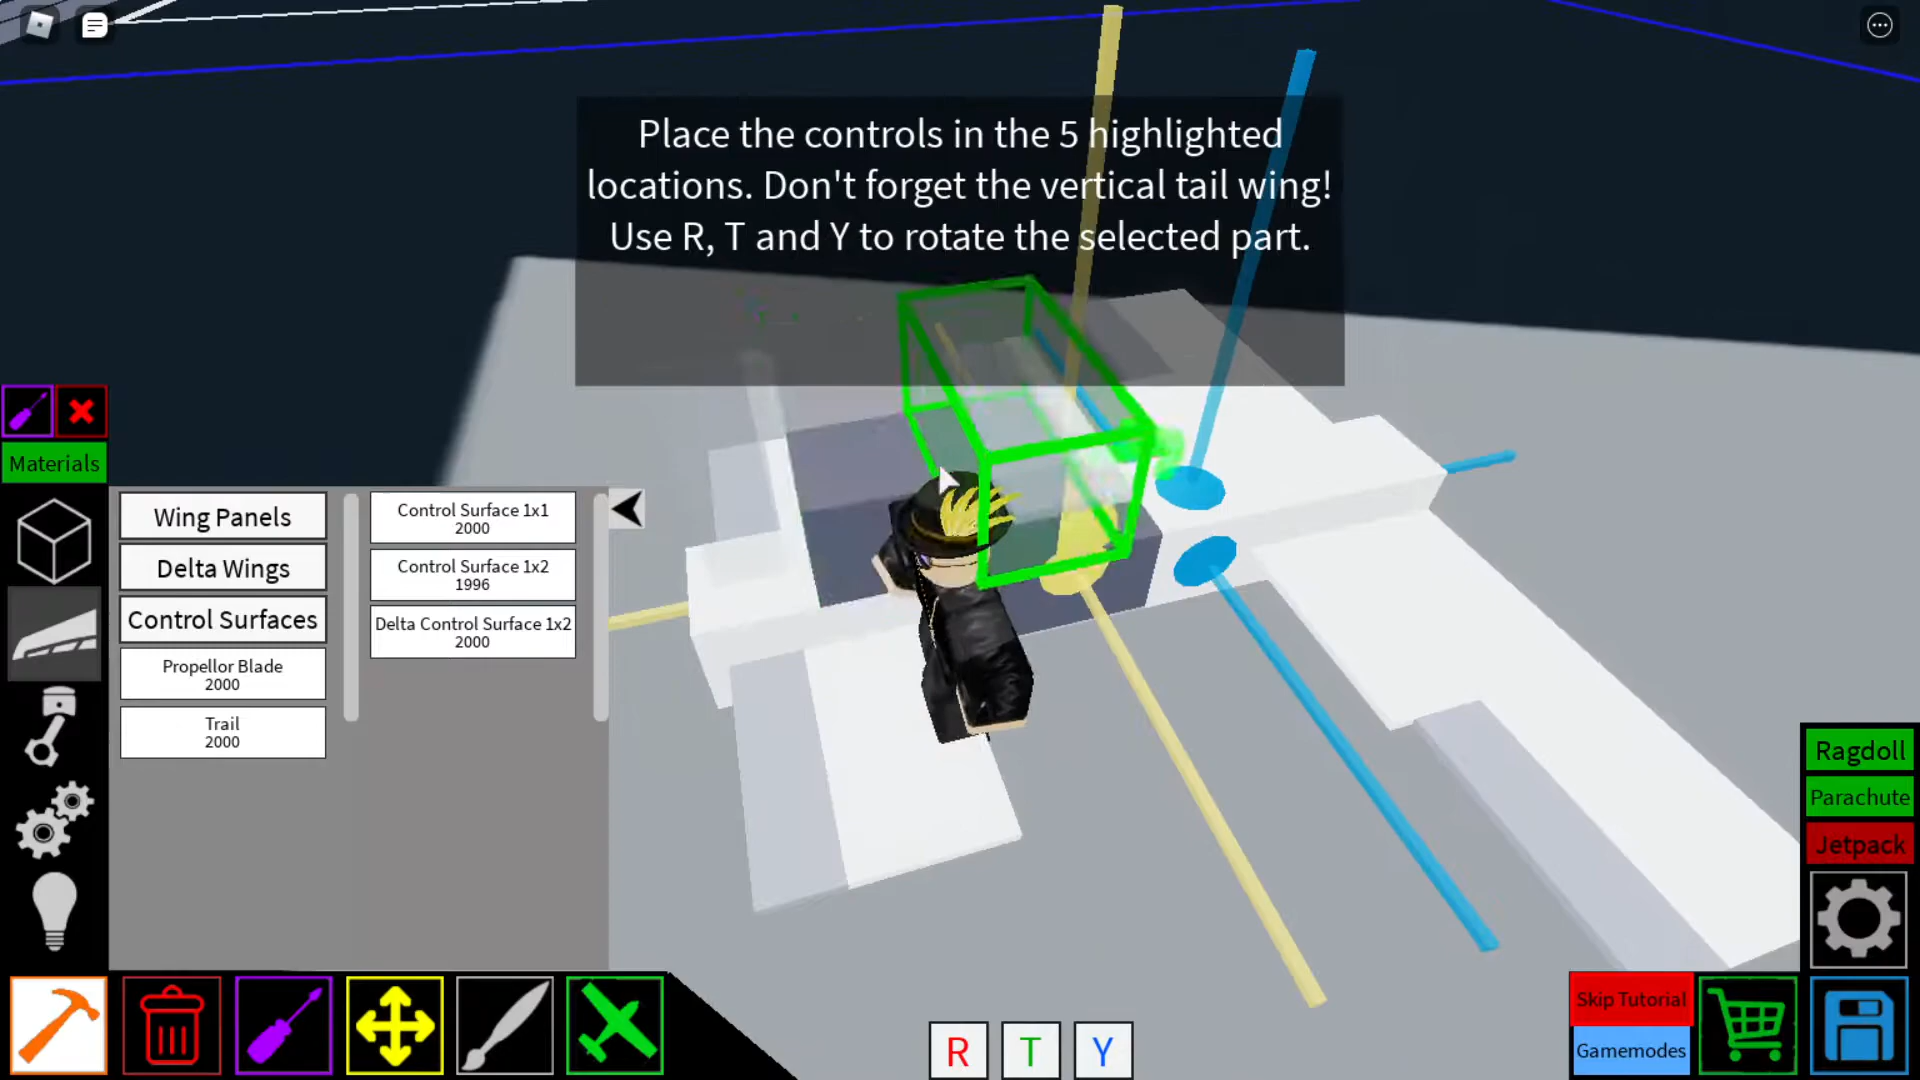 Place the controls in the 5 highlighted
locations. Don't forget the vertical tail wing!
Use R, T and Y to rotate the selected part.
Materials
Wing Panels
Delta Wings
Control Surfaces
Propellor Blade
2000
Trail
2000
Control Surface 1x1
2000
Control Surface 1x2
1996
Delta Control Surface 1x2
2000
Ragdoll
Parachute
Jetpack
Skip Tutorial
Gamemodes
R
T
Y